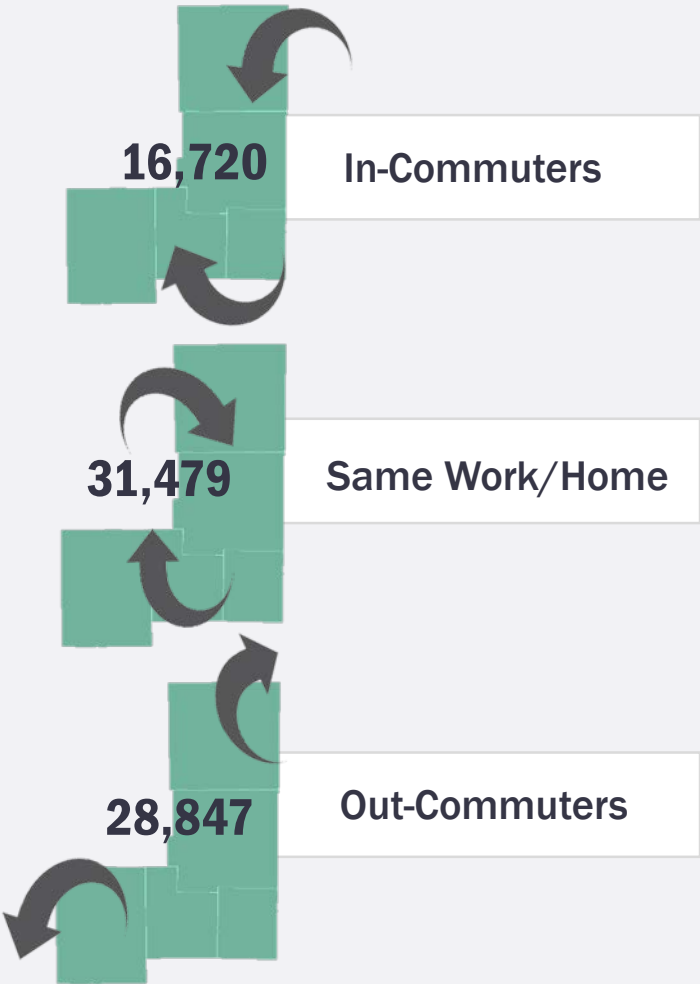 16,720
In-Commuters
31,479
Same Work/Home
28,847
Out-Commuters